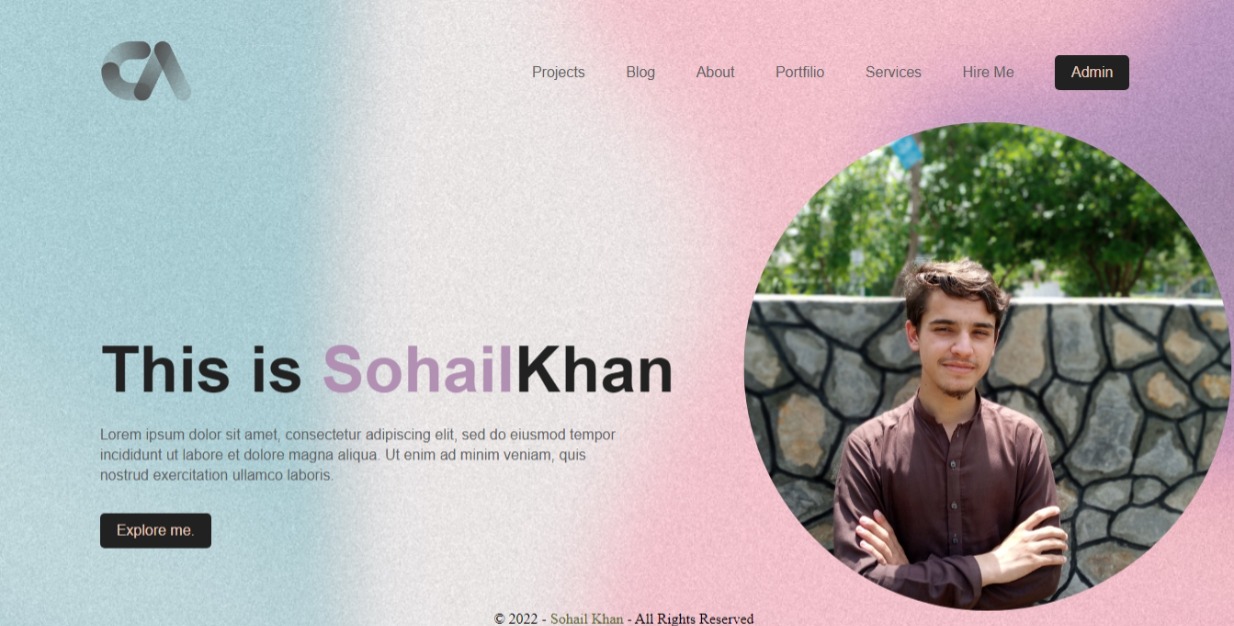 CA
Projects Blog About Portfilio Services Hire Me Admin
This is SohailKhan
Lorem ipsum dolor sit amet, consectetur adipiscing elit, sed do eiusmod tempor
incididunt ut labore et dolore magna aliqua. Ut enim ad minim veniam, quis
nostrud exercitation ullamco laboris.
Explore me.
© 2022 - Sohail Khan - All Rights Reserved